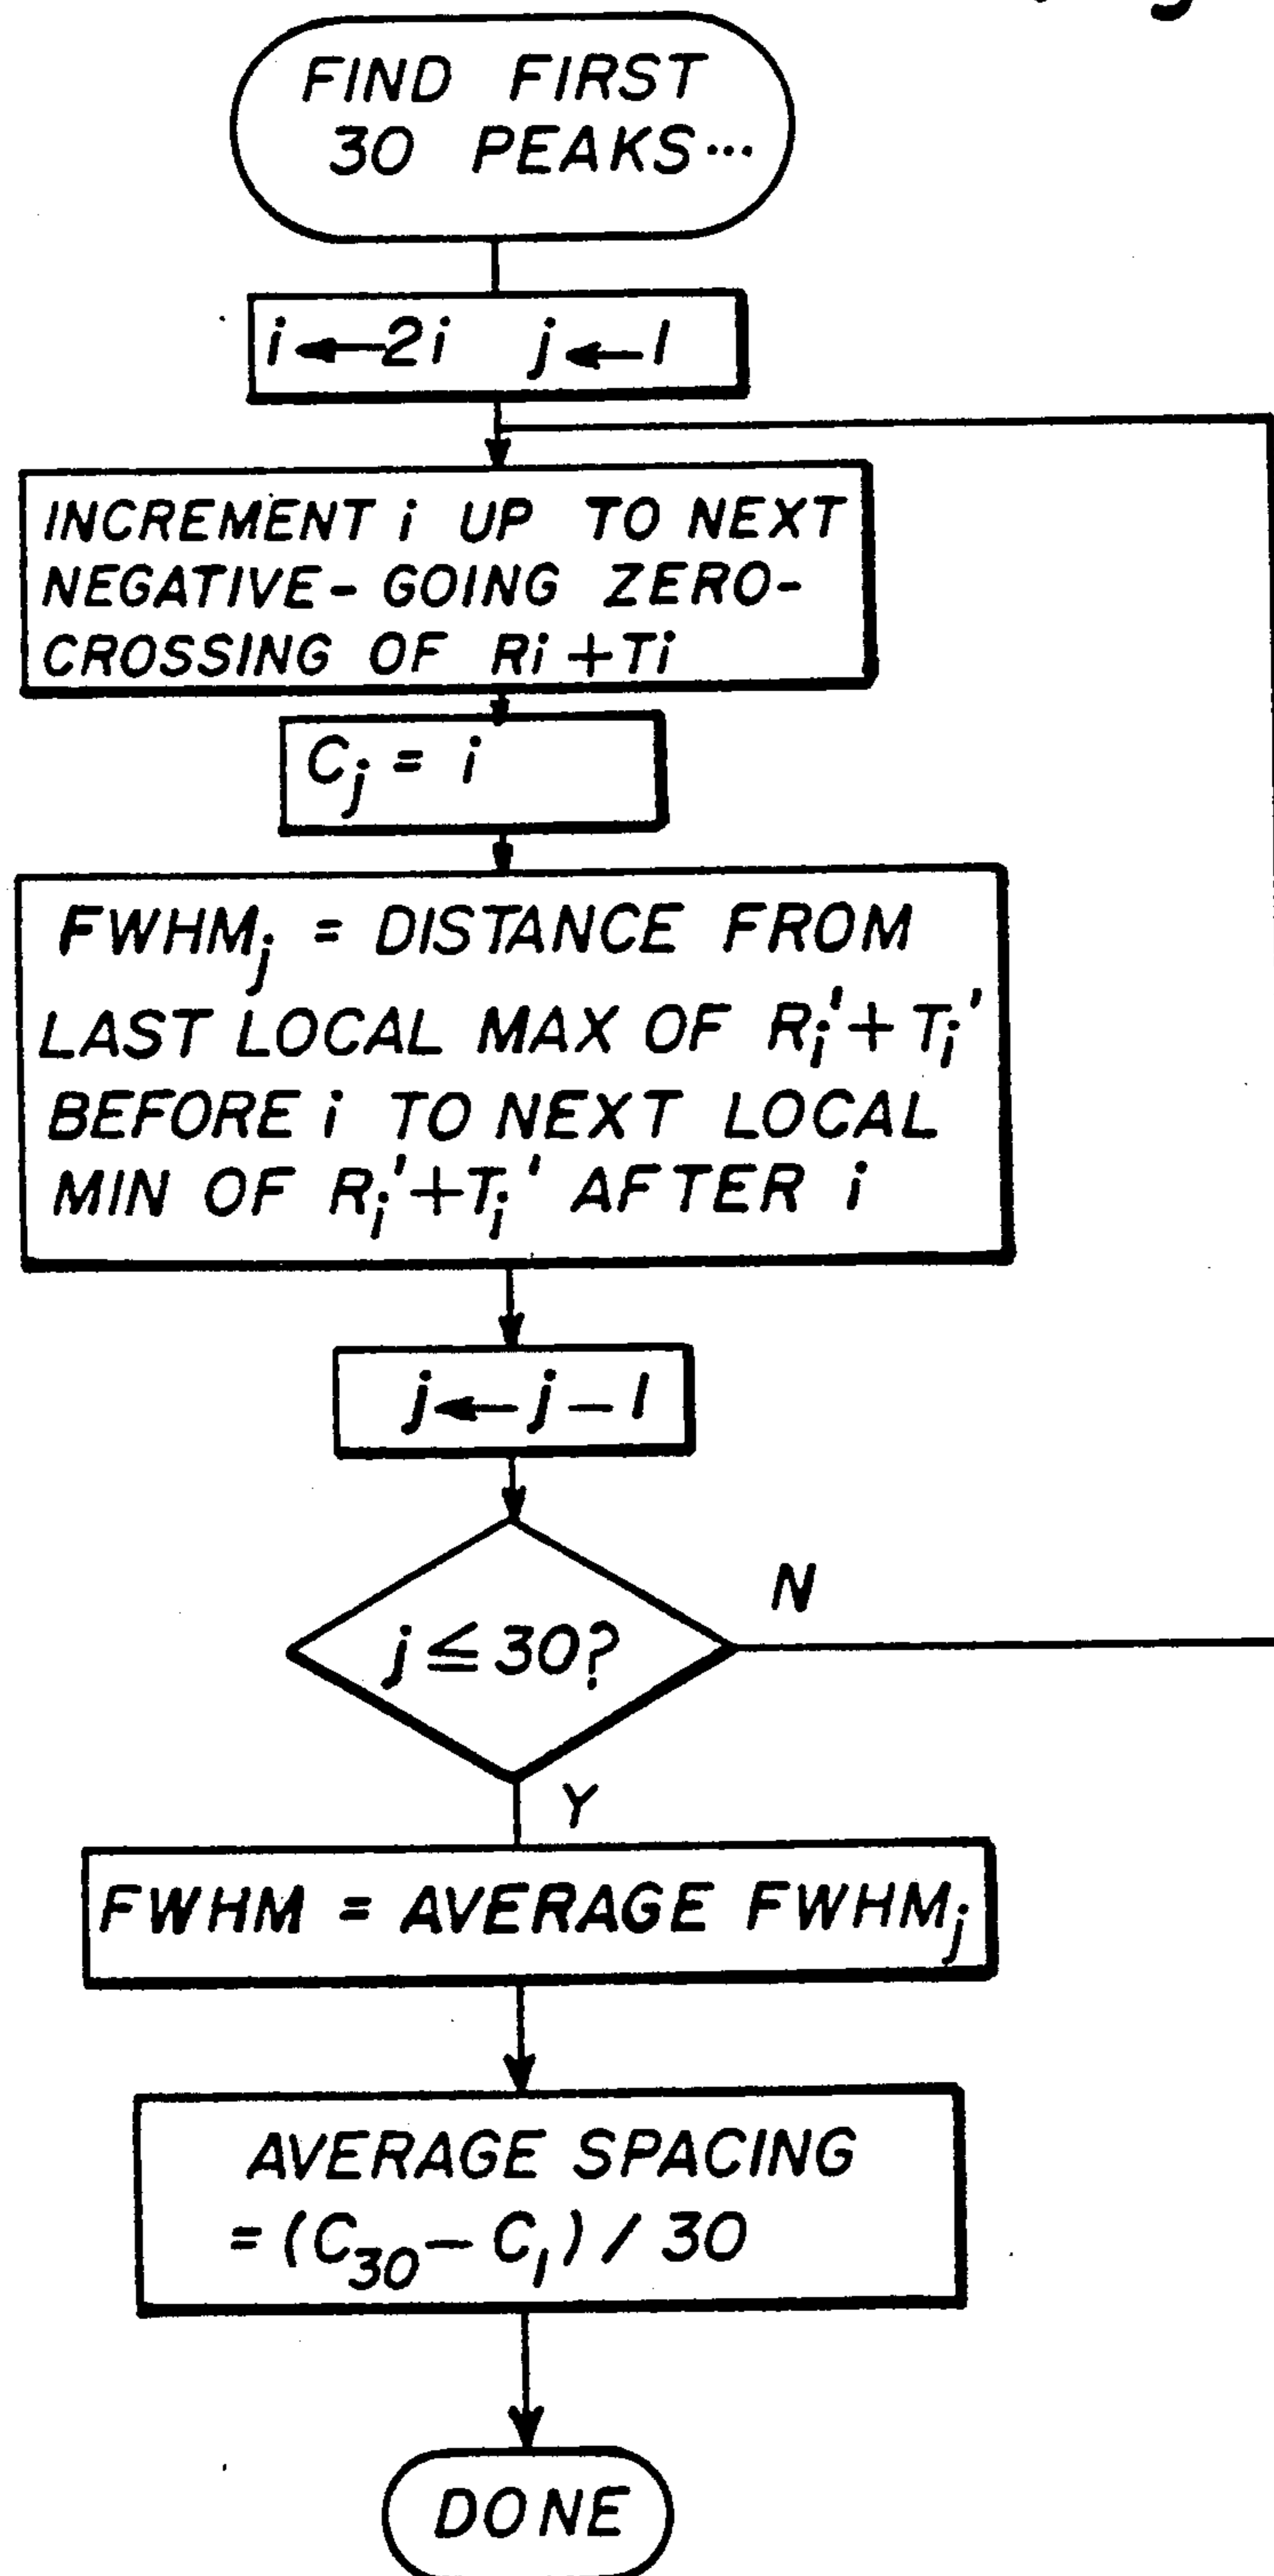 FIND FIRST
30 PEAKS...
i←2i j←1
INCREMENT i UP TO NEXT
NEGATIVE-GOING ZERO-
CROSSING OF Ri+Ti
Cj = i
FWHMj = DISTANCE FROM
LAST LOCAL MAX OF Ri'+Ti'
BEFORE i TO NEXT LOCAL
MIN OF Ri'+Ti' AFTER i
j←j-1
N
j≤30?
Y
FWHM = AVERAGE FWHMj
AVERAGE SPACING
=(C30-C1)/30
DONE